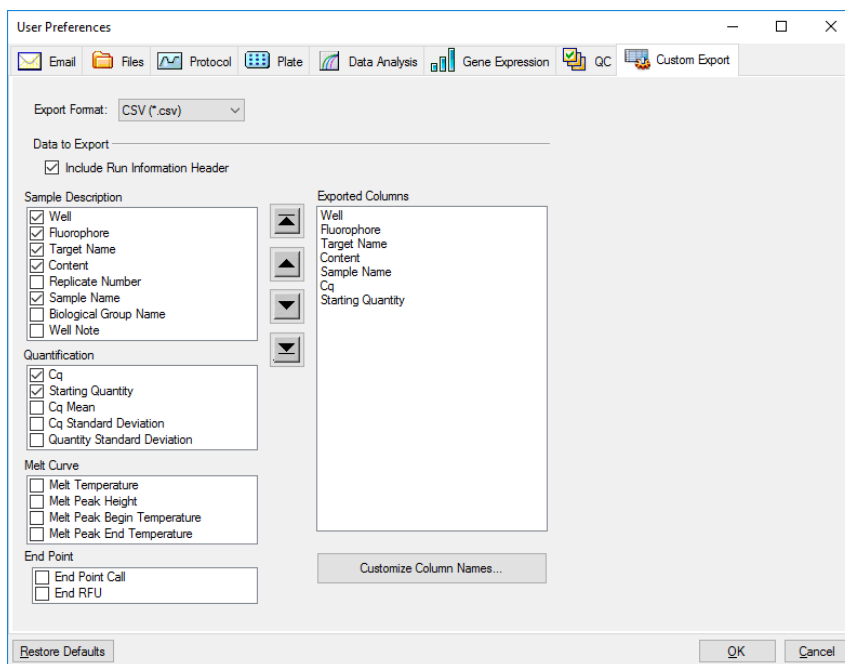 User Preferences
Email Files Protocol Plate Data Analysis Gene Expression QC Custom Export
Export Format: CSV (*.csv)
Data to Export
Include Run Information Header
Sample Description
Well
Fluorophore
Target Name
Content
Replicate Number
Sample Name
Biological Group Name
Well Note
Quantification
Cq
Starting Quantity
Cq Mean
Cq Standard Deviation
Quantity Standard Deviation
Melt Curve
Melt Temperature
Melt Peak Height
Melt Peak Begin Temperature
Melt Peak End Temperature
End Point
End Point Call
End RFU
Exported Columns
Well
Fluorophore
Target Name
Content
Sample Name
Cq
Starting Quantity
Customize Column Names...
Restore Defaults OK Cancel